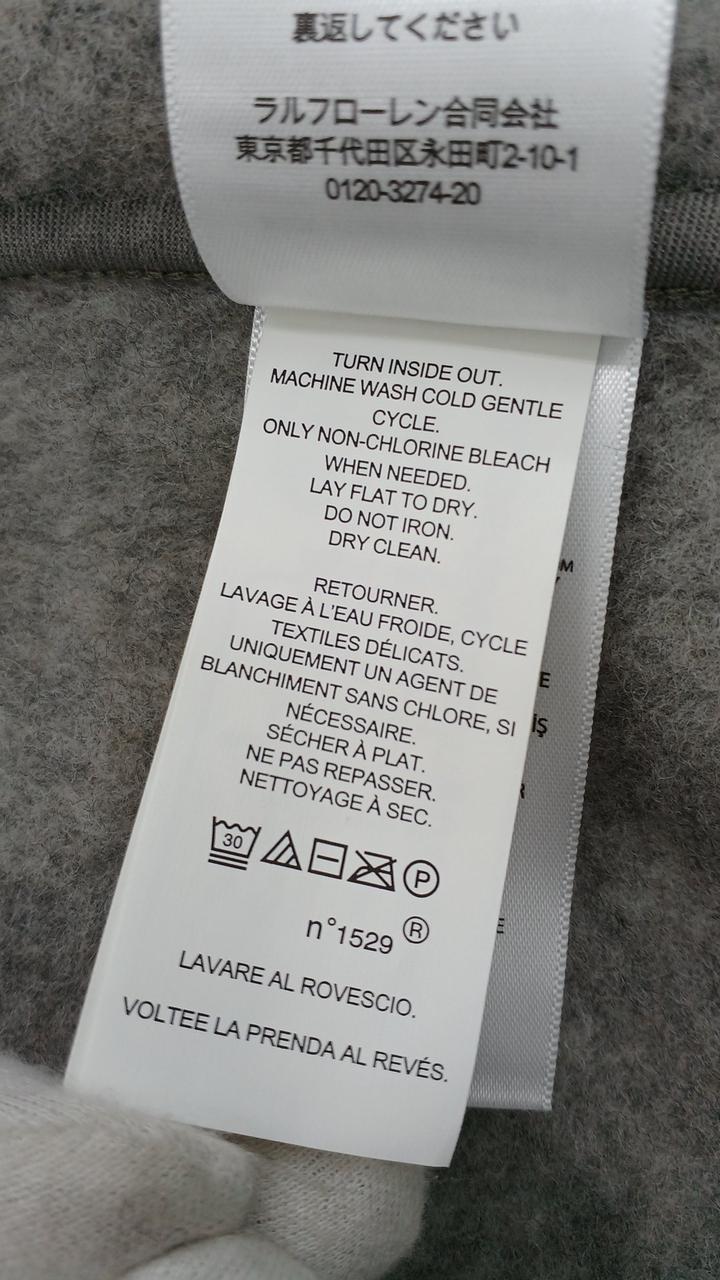 裏返してください
ラルフローレン合同会社
東京都千代田区永田町2-10-1
0120-3274-20
TURN INSIDE OUT.
MACHINE WASH COLD GENTLE
CYCLE.
ONLY NON-CHLORINE BLEACH
WHEN NEEDED.
LAY FLAT TO DRY.
DO NOT IRON.
DRY CLEAN.
RETOURNER.
LAVAGE À L'EAU FROIDE, CYCLE
TEXTILES DÉLICATS.
UNIQUEMENT UN AGENT DE
BLANCHIMENT SANS CHLORE, SI
NÉCESSAIRE.
SÉCHER À PLAT.
NE PAS REPASSER.
NETTOYAGE À SEC.
30
P
n°1529 ®
LAVARE AL ROVESCIO.
VOLTEE LA PRENDA AL REVÉS.